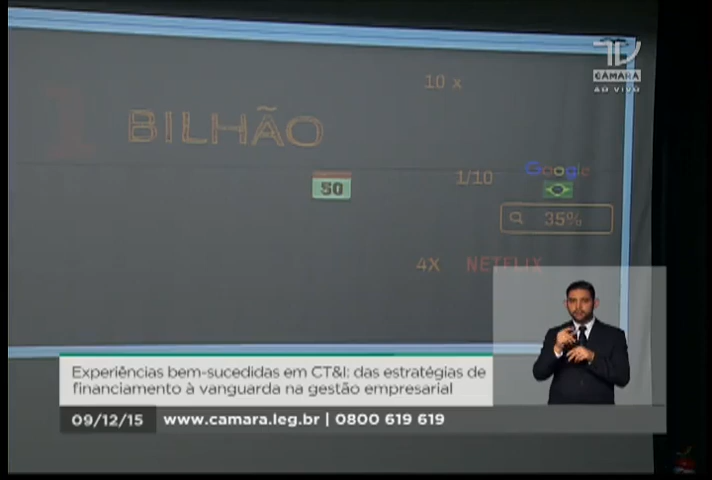 CÂMARA
AO VIVO
10 x
1 BILHÃO
50
1/10
Google
35%
4X NETFLIX
Experiências bem-sucedidas em CT&I: das estratégias de
financiamento à vanguarda na gestão empresarial
09/12/15 www.camara.leg.br | 0800 619 619